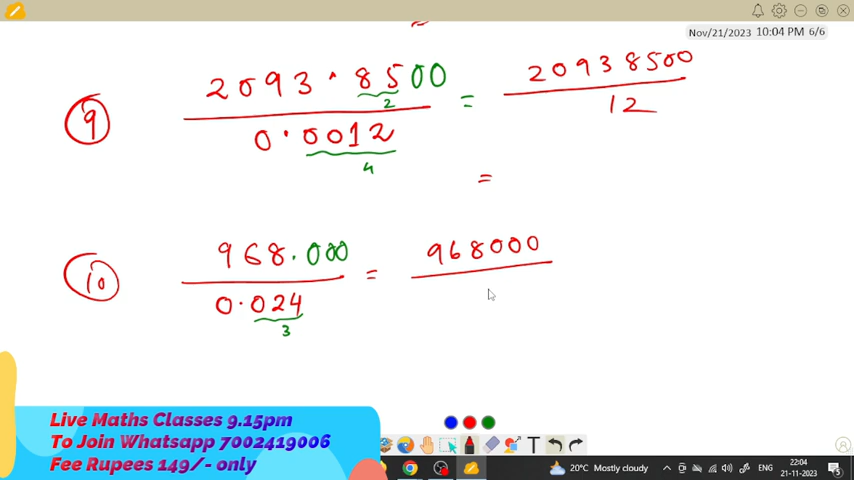 Nov/21/2023 10:04 PM 6/6
9 2093.8500 / 0.0012 = 20938500 / 12
2
4
=
10 968.000 / 0.024 = 968000
3
Live Maths Classes 9.15pm
To Join Whatsapp 7002419006
Fee Rupees 149/- only
T
20°C Mostly cloudy ENG 22:04
21-11-2023 5